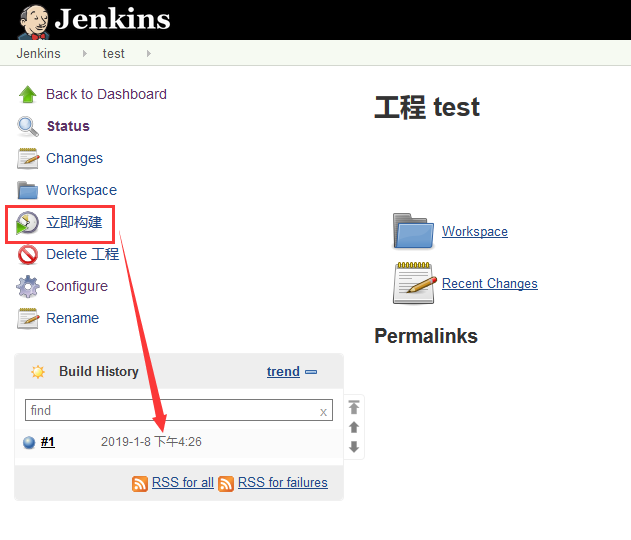 Jenkins
Jenkins test
Back to Dashboard
Status
Changes
Workspace
立即构建
Delete 工程
Configure
Rename
Build History trend
find x
#1 2019-1-8 下午4:26
RSS for all RSS for failures
工程 test
Workspace
Recent Changes
Permalinks